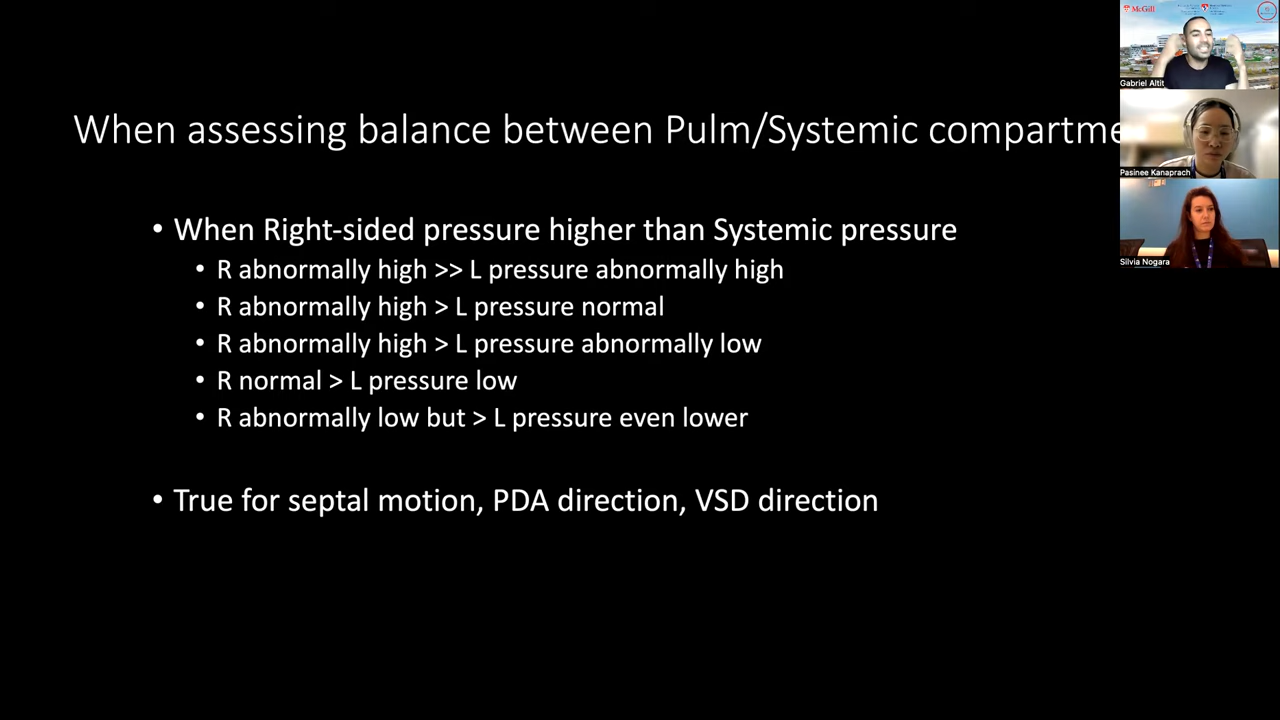 When assessing balance between Pulm/Systemic compartme
• When Right-sided pressure higher than Systemic pressure
• R abnormally high >> L pressure abnormally high
• R abnormally high > L pressure normal
• R abnormally high > L pressure abnormally low
• R normal > L pressure low
• R abnormally low but > L pressure even lower
• True for septal motion, PDA direction, VSD direction
McGill
Gabriel Altit
Pasinee Kanaprach
Silvia Nogara